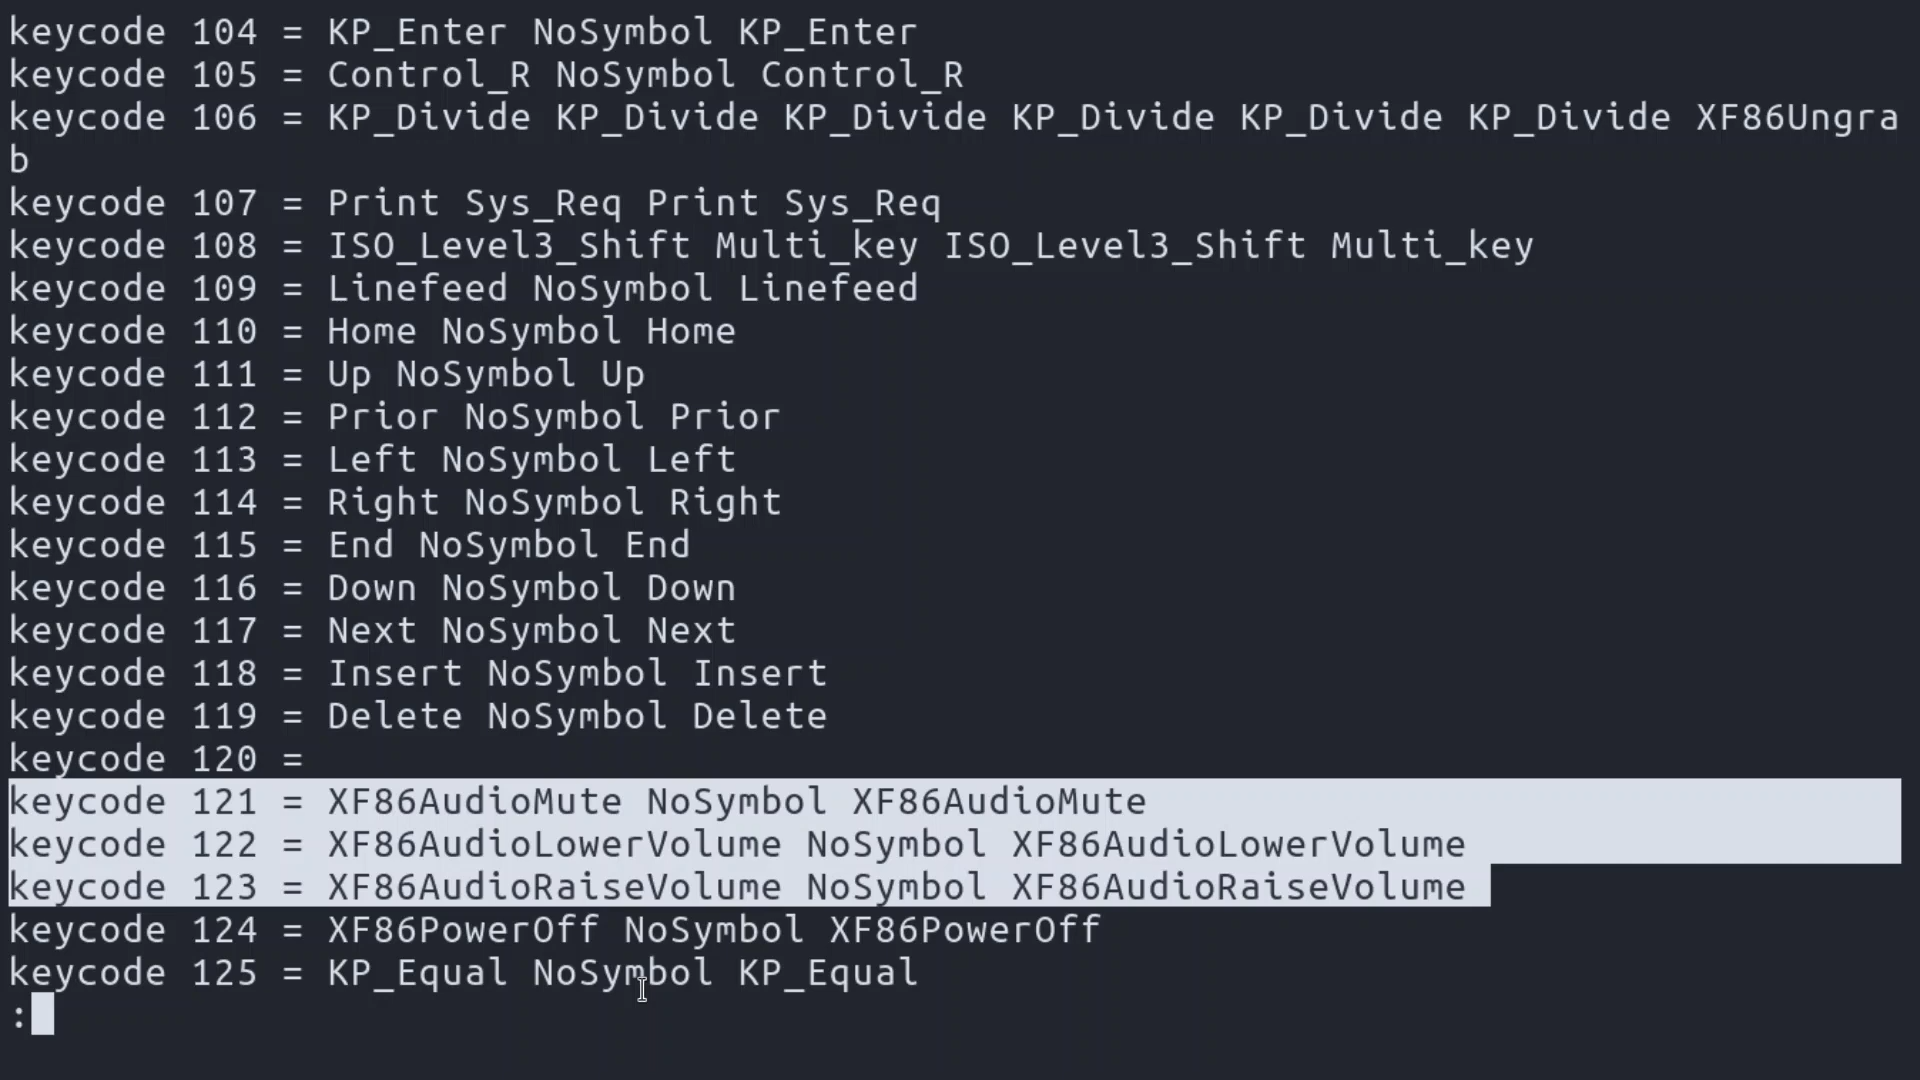 keycode 104 = KP_Enter NoSymbol KP_Enter
keycode 105 = Control_R NoSymbol Control_R
keycode 106 = KP_Divide KP_Divide KP_Divide KP_Divide KP_Divide KP_Divide XF86Ungra
b
keycode 107 = Print Sys_Req Print Sys_Req
keycode 108 = ISO_Level3_Shift Multi_key ISO_Level3_Shift Multi_key
keycode 109 = Linefeed NoSymbol Linefeed
keycode 110 = Home NoSymbol Home
keycode 111 = Up NoSymbol Up
keycode 112 = Prior NoSymbol Prior
keycode 113 = Left NoSymbol Left
keycode 114 = Right NoSymbol Right
keycode 115 = End NoSymbol End
keycode 116 = Down NoSymbol Down
keycode 117 = Next NoSymbol Next
keycode 118 = Insert NoSymbol Insert
keycode 119 = Delete NoSymbol Delete
keycode 120 =
keycode 121 = XF86AudioMute NoSymbol XF86AudioMute
keycode 122 = XF86AudioLowerVolume NoSymbol XF86AudioLowerVolume
keycode 123 = XF86AudioRaiseVolume NoSymbol XF86AudioRaiseVolume
keycode 124 = XF86PowerOff NoSymbol XF86PowerOff
keycode 125 = KP_Equal NoSymbol KP_Equal
: